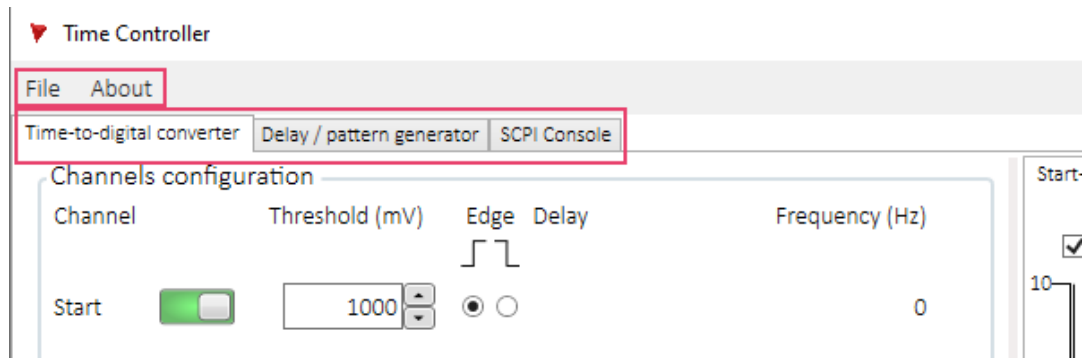 Time Controller
File About
Time-to-digital converter Delay / pattern generator SCPI Console
Channels configuration
Start-
Channel Threshold (mV) Edge Delay Frequency (Hz)
10
Start 1000 0